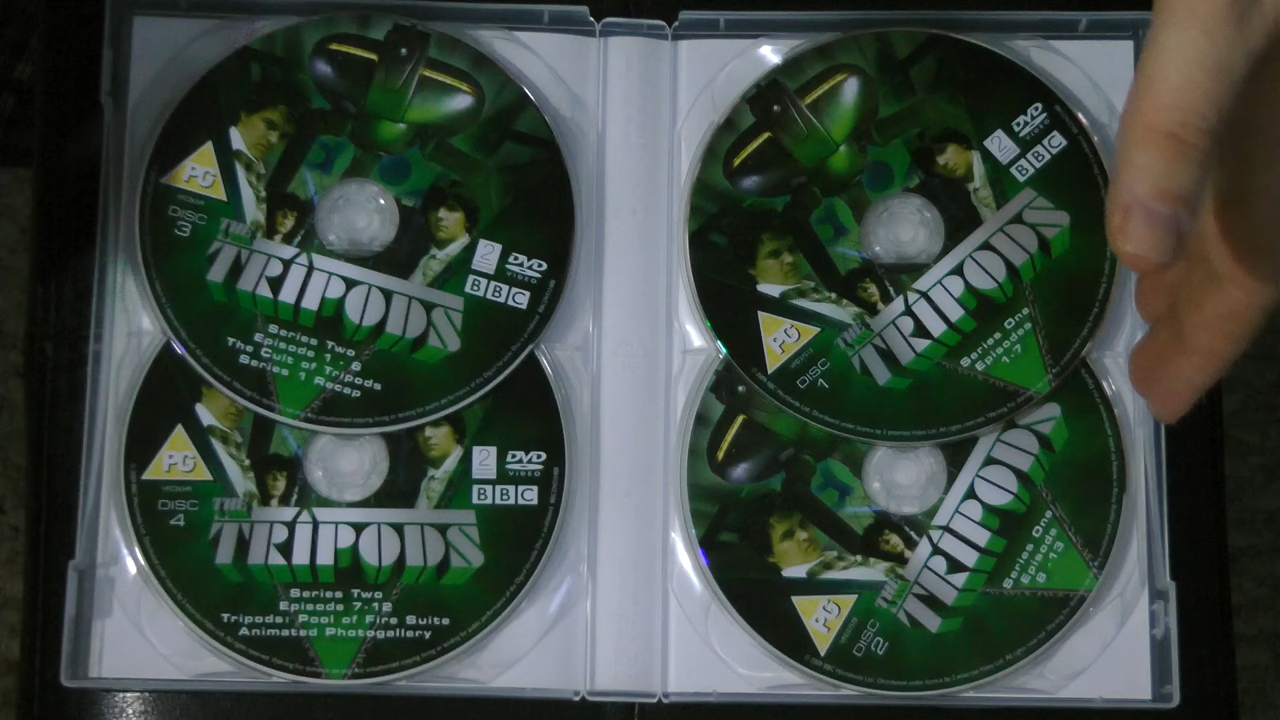 PG
DISC
3
THE
TRIPODS
2
DVD
VIDEO
BBC
Series Two
Episode 1 - 6
The Cult of Tripods
Series 1 Recap
PG
DISC
4
THE
TRIPODS
2
DVD
VIDEO
BBC
Series Two
Episode 7-12
Tripods: Pool of Fire Suite
Animated Photogallery
2
DVD
VIDEO
BBC
PG
DISC
1
THE
TRIPODS
Series One
Episodes
1-7
PG
DISC
2
THE
TRIPODS
Series One
Episode
8 -13